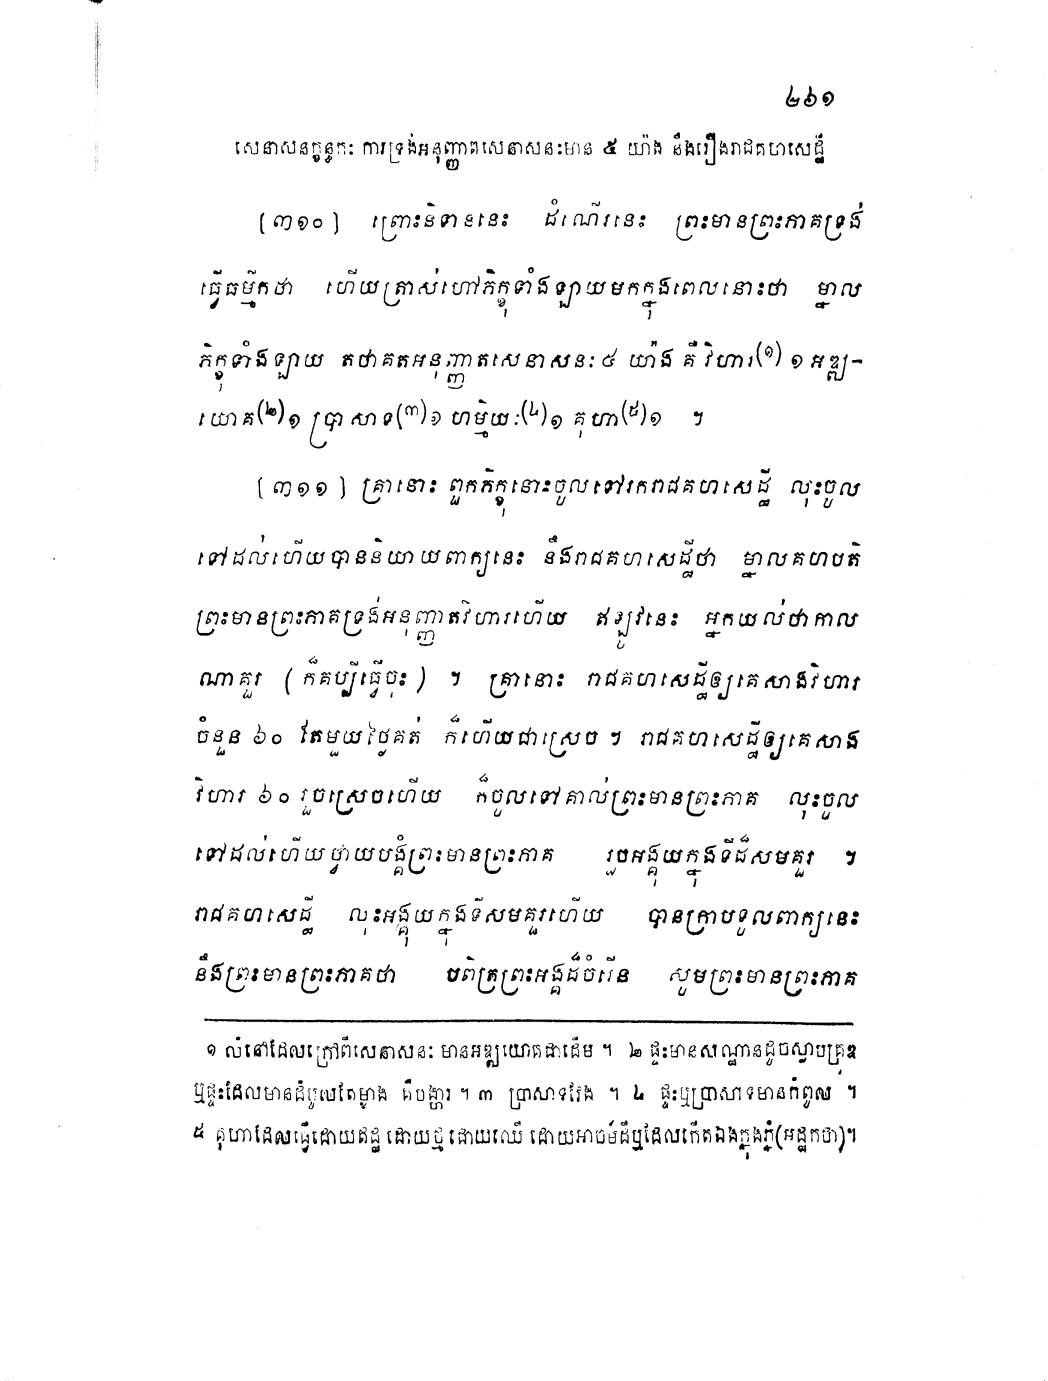 ២៦១
សេនាសនក្ខន្ធកៈ ការទ្រង់អនុញ្ញាតសេនាសនៈមាន ៥ យ៉ាង នឹងរឿងរាជគហសេដ្ឋី
[៣១០] ព្រោះនិទាននេះ ដំណើរនេះ ព្រះមានព្រះភាគទ្រង់
ធ្វើធម្មីកថា ហើយត្រាស់ហៅភិក្ខុទាំងឡាយមកក្នុងពេលនោះថា ម្នាល
ភិក្ខុទាំងឡាយ តថាគតអនុញ្ញាតសេនាសនៈ ៥ យ៉ាង គឺ វិហារ(១) ១ អឌ្ឍ-
យោគ(២)១ ប្រាសាទ(៣)១ ហម្មិយៈ(៤)១ គុហា(៥)១ ។
[៣១១] គ្រានោះ ពួកភិក្ខុនោះចូលទៅរករាជគហសេដ្ឋី លុះចូល
ទៅដល់ហើយបាននិយាយពាក្យនេះ នឹងរាជគហសេដ្ឋីថា ម្នាលគហបតិ
ព្រះមានព្រះភាគទ្រង់អនុញ្ញាតវិហារហើយ ឥឡូវនេះ អ្នកយល់ថាកាល
ណាគួរ (ក៏គប្បីធ្វើចុះ) ។ គ្រានោះ រាជគហសេដ្ឋីឲ្យគេសាងវិហារ
ចំនួន ៦០ តែមួយថ្ងៃគត់ ក៏ហើយជាស្រេច ។ រាជគហសេដ្ឋីឲ្យគេសាង
វិហារ ៦០ រួចស្រេចហើយ ក៏ចូលទៅគាល់ព្រះមានព្រះភាគ លុះចូល
ទៅដល់ហើយថ្វាយបង្គំព្រះមានព្រះភាគ រួចអង្គុយក្នុងទីដ៏សមគួរ ។
រាជគហសេដ្ឋី លុះអង្គុយក្នុងទីសមគួរហើយ បានក្រាបទូលពាក្យនេះ
នឹងព្រះមានព្រះភាគថា បពិត្រព្រះអង្គដ៏ចំរើន សូមព្រះមានព្រះភាគ
១ លំនៅដែលក្រៅពីសេនាសនៈ មានអឌ្ឍយោគជាដើម ។ ២ ផ្ទះមានសណ្ឋានដូចស្លាបគ្រុឌ
ឬផ្ទះដែលមានដំបូលតែម្ខាង គឺបង្ហារ ។ ៣ ប្រាសាទវែង ។ ៤ ផ្ទះឬប្រាសាទមានកំពូល ។
៥ គុហាដែលធ្វើដោយឥដ្ឋ ដោយថ្ម ដោយឈើ ដោយអាចម៍ដីឬដែលកើតឯងក្នុងភ្នំ(អដ្ឋកថា)។